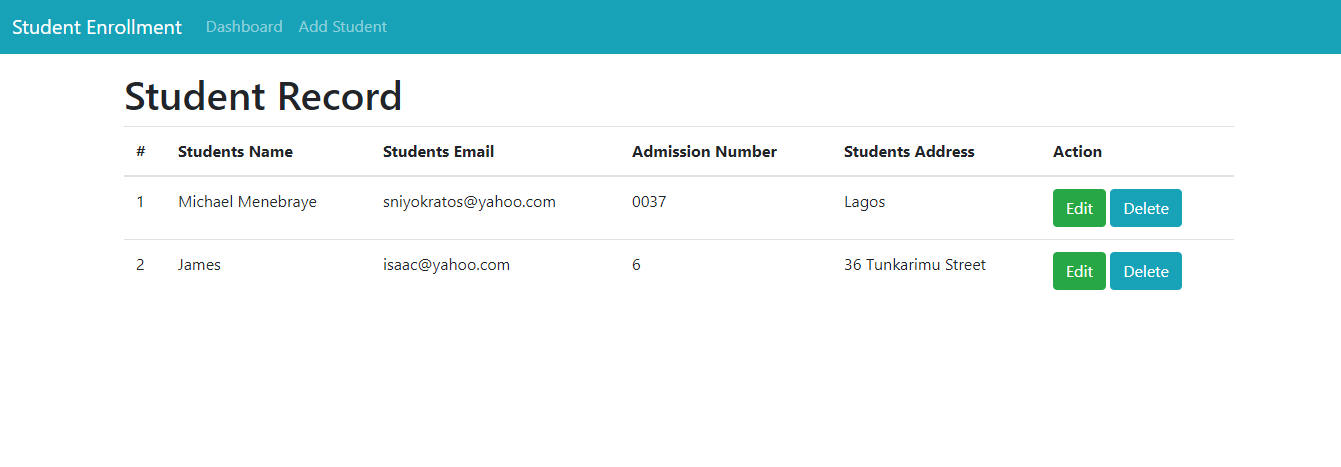 Student Enrollment Dashboard Add Student
Student Record
# Students Name Students Email Admission Number Students Address Action
1 Michael Menebraye sniyokratos@yahoo.com 0037 Lagos Edit Delete
2 James isaac@yahoo.com 6 36 Tunkarimu Street Edit Delete